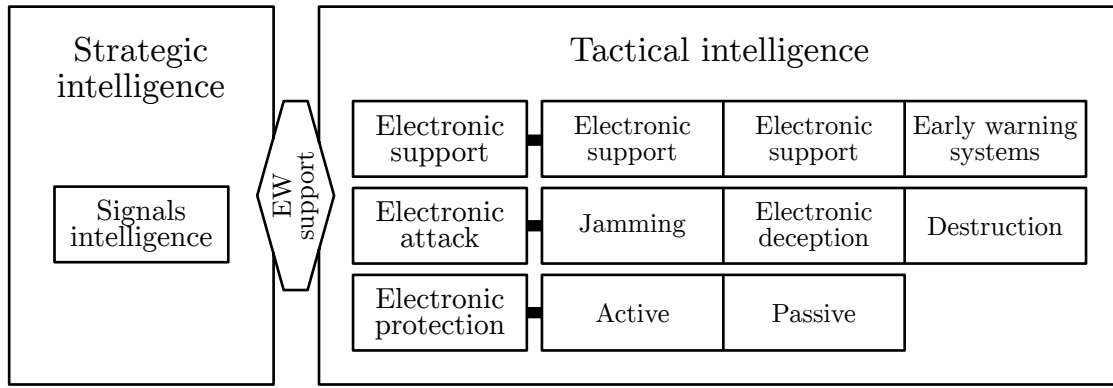 Strategic
intelligence
Signals
intelligence
EW
support
Tactical intelligence
Electronic
support
Electronic
support
Electronic
support
Early warning
systems
Electronic
attack
Jamming
Electronic
deception
Destruction
Electronic
protection
Active
Passive